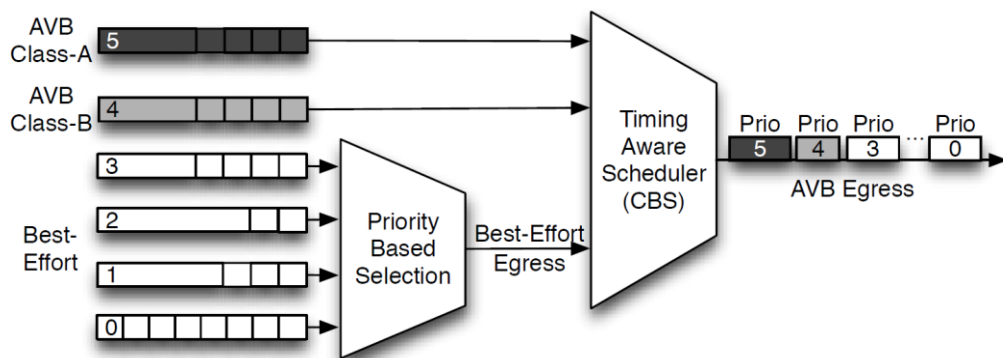 AVB
Class-A
5
AVB
Class-B
4
Best-
Effort
3
2
1
0
Priority
Based
Selection
Best-Effort
Egress
Timing
Aware
Scheduler
(CBS)
Prio Prio Prio ... Prio
5 4 3 0
AVB Egress